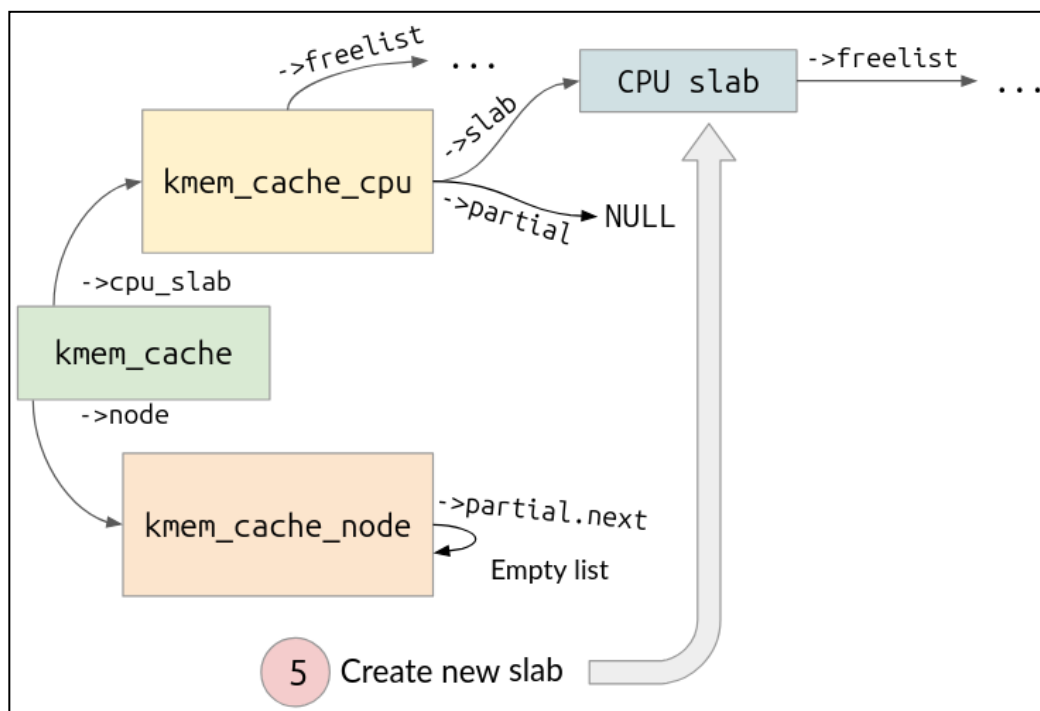 ->freelist
...
CPU slab
->freelist
...
->slab
kmem_cache_cpu
->partial
NULL
->cpu_slab
kmem_cache
->node
->partial.next
kmem_cache_node
Empty list
5
Create new slab